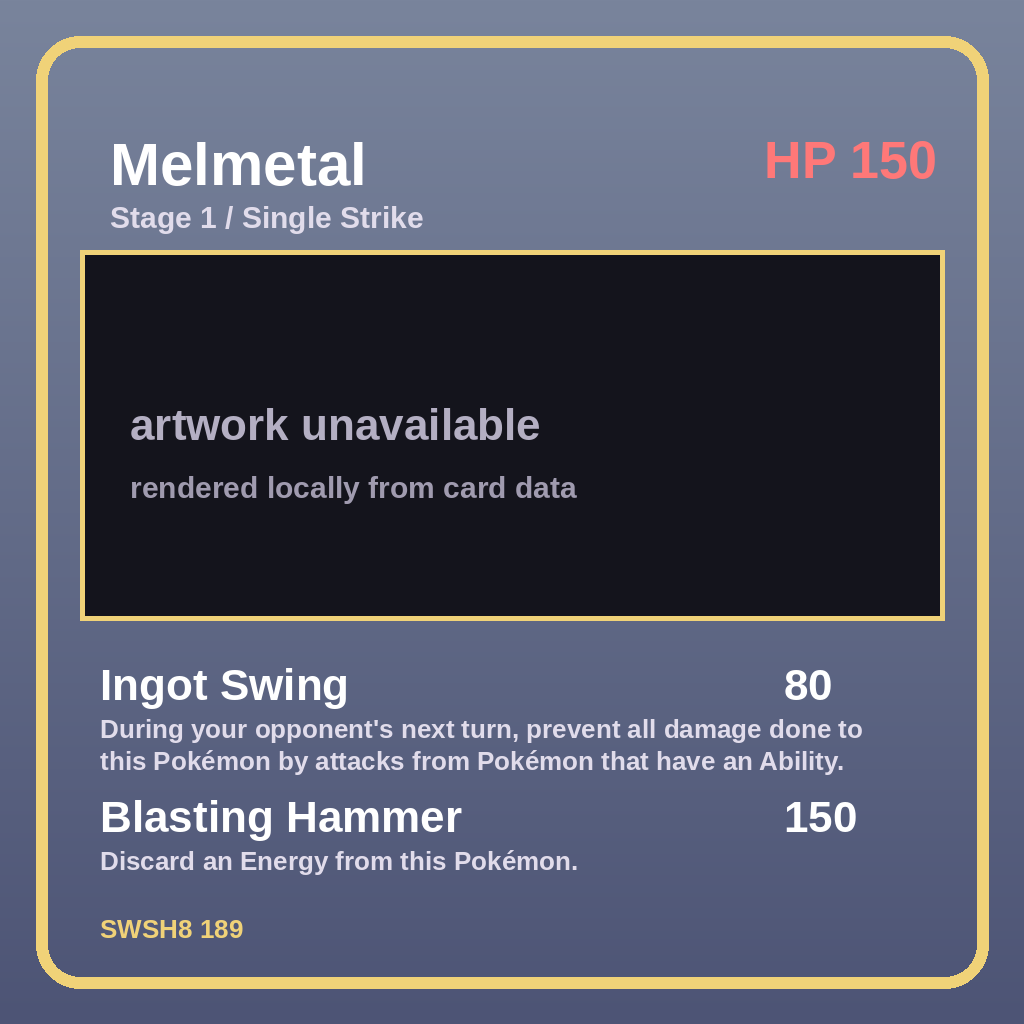 Melmetal
HP 150
Stage 1 / Single Strike
artwork unavailable
rendered locally from card data
Ingot Swing 80
During your opponent's next turn, prevent all damage done to
this Pokémon by attacks from Pokémon that have an Ability.
Blasting Hammer 150
Discard an Energy from this Pokémon.
SWSH8 189